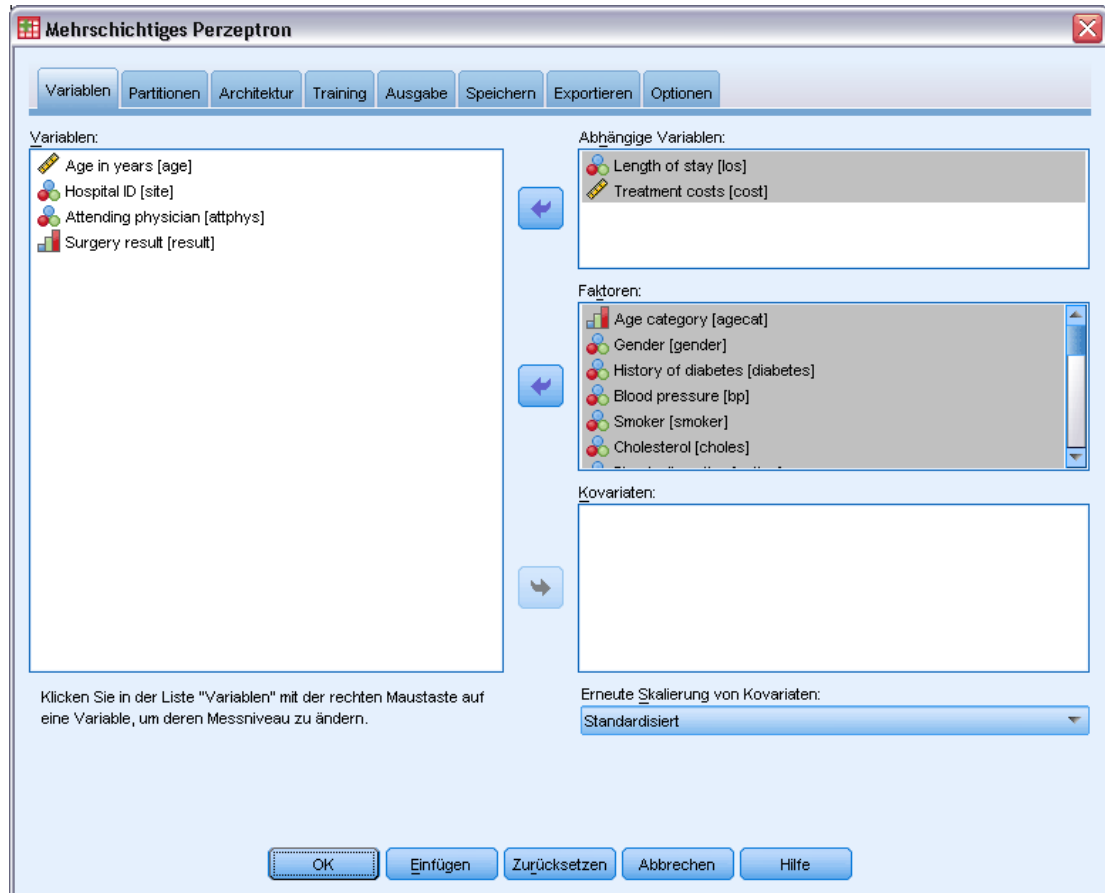 Mehrschichtiges Perzeptron
Variablen Partitionen Architektur Training Ausgabe Speichern Exportieren Optionen
Variablen:
Age in years [age]
Hospital ID [site]
Attending physician [attphys]
Surgery result [result]
Abhängige Variablen:
Length of stay [los]
Treatment costs [cost]
Faktoren:
Age category [agecat]
Gender [gender]
History of diabetes [diabetes]
Blood pressure [bp]
Smoker [smoker]
Cholesterol [choles]
Kovariaten:
Klicken Sie in der Liste "Variablen" mit der rechten Maustaste auf
eine Variable, um deren Messniveau zu ändern.
Erneute Skalierung von Kovariaten:
Standardisiert
OK Einfügen Zurücksetzen Abbrechen Hilfe